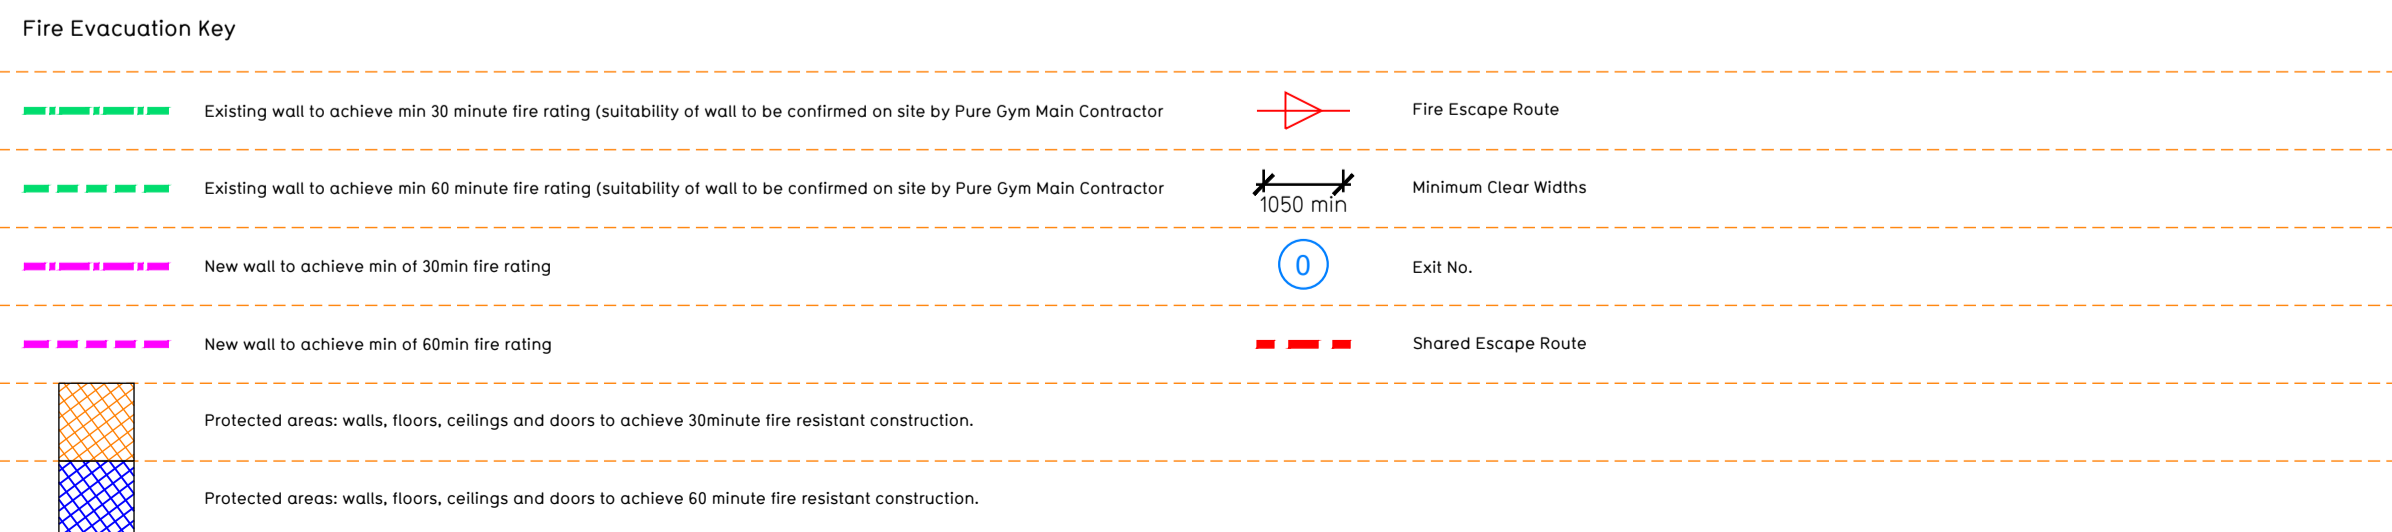 Fire Evacuation Key
Existing wall to achieve min 30 minute fire rating (suitability of wall to be confirmed on site by Pure Gym Main Contractor
Fire Escape Route
Existing wall to achieve min 60 minute fire rating (suitability of wall to be confirmed on site by Pure Gym Main Contractor
1050 min
Minimum Clear Widths
New wall to achieve min of 30min fire rating
0
Exit No.
New wall to achieve min of 60min fire rating
Shared Escape Route
Protected areas: walls, floors, ceilings and doors to achieve 30minute fire resistant construction.
Protected areas: walls, floors, ceilings and doors to achieve 60 minute fire resistant construction.